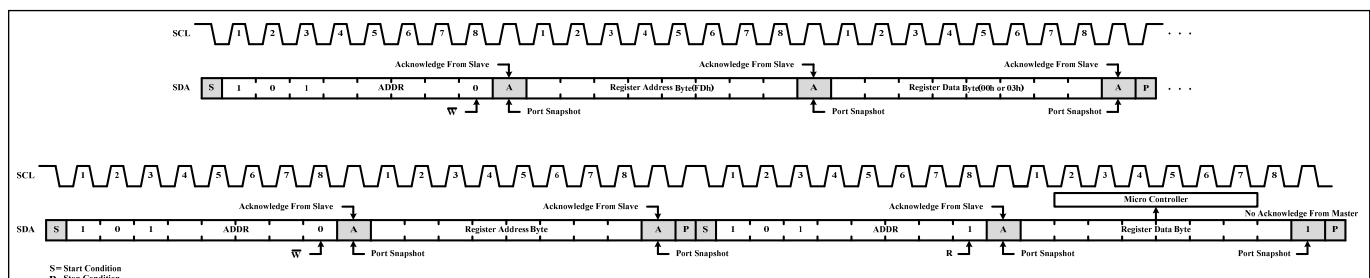 SCL 1 2 3 4 5 6 7 8 1 2 3 4 5 6 7 8 1 2 3 4 5 6 7 8 . . .
Acknowledge From Slave Acknowledge From Slave Acknowledge From Slave
SDA S 1 0 1 ADDR 0 A Register Address Byte(FDh) A Register Data Byte(00h or 03h) A P . . .
W Port Snapshot Port Snapshot Port Snapshot
SCL 1 2 3 4 5 6 7 8 1 2 3 4 5 6 7 8 1 2 3 4 5 6 7 8 1 2 3 4 5 6 7 8
Micro Controller
Acknowledge From Slave Acknowledge From Slave Acknowledge From Slave No Acknowledge From Master
SDA S 1 0 1 ADDR 0 A Register Address Byte A P S 1 0 1 ADDR 1 A Register Data Byte 1 P
W Port Snapshot Port Snapshot R Port Snapshot Port Snapshot
S= Start Condition
P= Stop Condition